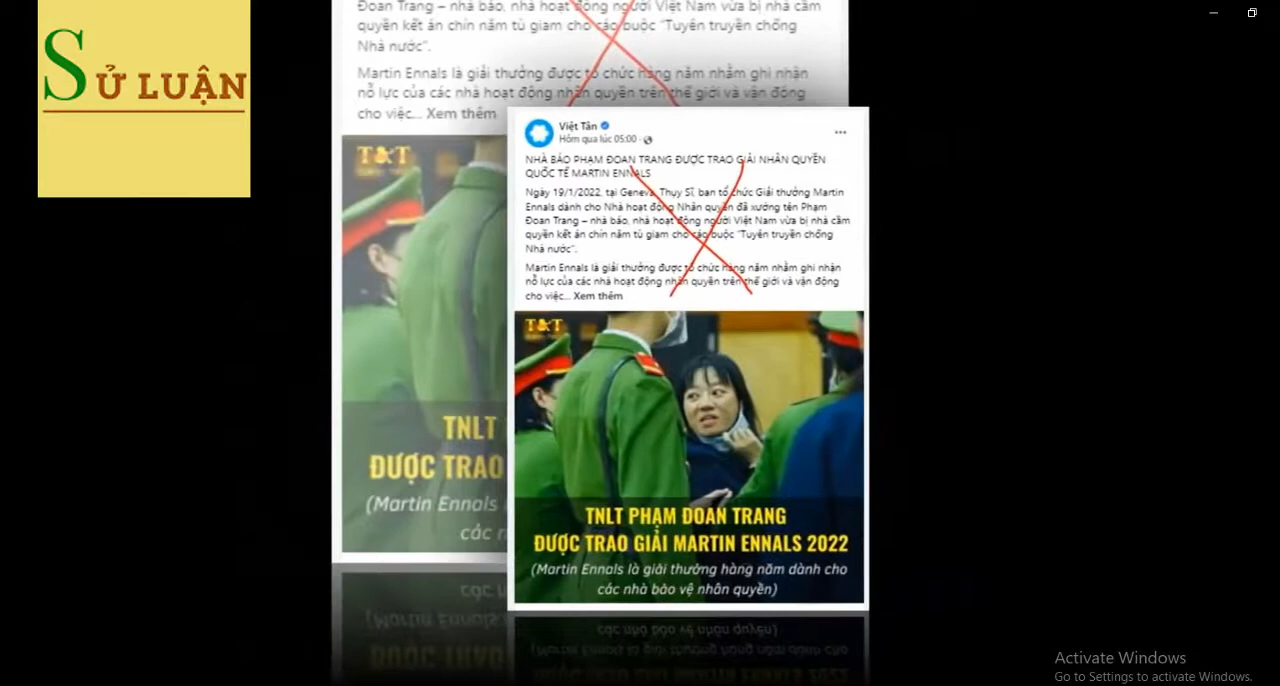 SỬ LUẬN
Đoan Trang – nhà báo, nhà hoạt động người Việt Nam vừa bị nhà cầm
quyền kết án chín năm tù giam cho cáo buộc "Tuyên truyền chống
Nhà nước".
Martin Ennals là giải thưởng được tổ chức hàng năm nhằm ghi nhận
nỗ lực của các nhà hoạt động nhân quyền trên thế giới và vận động
cho việc... Xem thêm
T&T
TNLT
ĐƯỢC TRAO
(Martin Ennals
các
Việt Tân
Hôm qua lúc 05:00 ·
NHÀ BÁO PHẠM ĐOAN TRANG ĐƯỢC TRAO GIẢI NHÂN QUYỀN
QUỐC TẾ MARTIN ENNALS
Ngày 19/1/2022, tại Geneva, Thụy Sĩ, ban tổ chức Giải thưởng Martin
Ennals dành cho Nhà hoạt động Nhân quyền đã xướng tên Phạm
Đoan Trang – nhà báo, nhà hoạt động người Việt Nam vừa bị nhà cầm
quyền kết án chín năm tù giam cho cáo buộc "Tuyên truyền chống
Nhà nước".
Martin Ennals là giải thưởng được tổ chức hàng năm nhằm ghi nhận
nỗ lực của các nhà hoạt động nhân quyền trên thế giới và vận động
cho việc... Xem thêm
T&T
TNLT PHẠM ĐOAN TRANG
ĐƯỢC TRAO GIẢI MARTIN ENNALS 2022
(Martin Ennals là giải thưởng hàng năm dành cho
các nhà bảo vệ nhân quyền)
Activate Windows
Go to Settings to activate Windows.